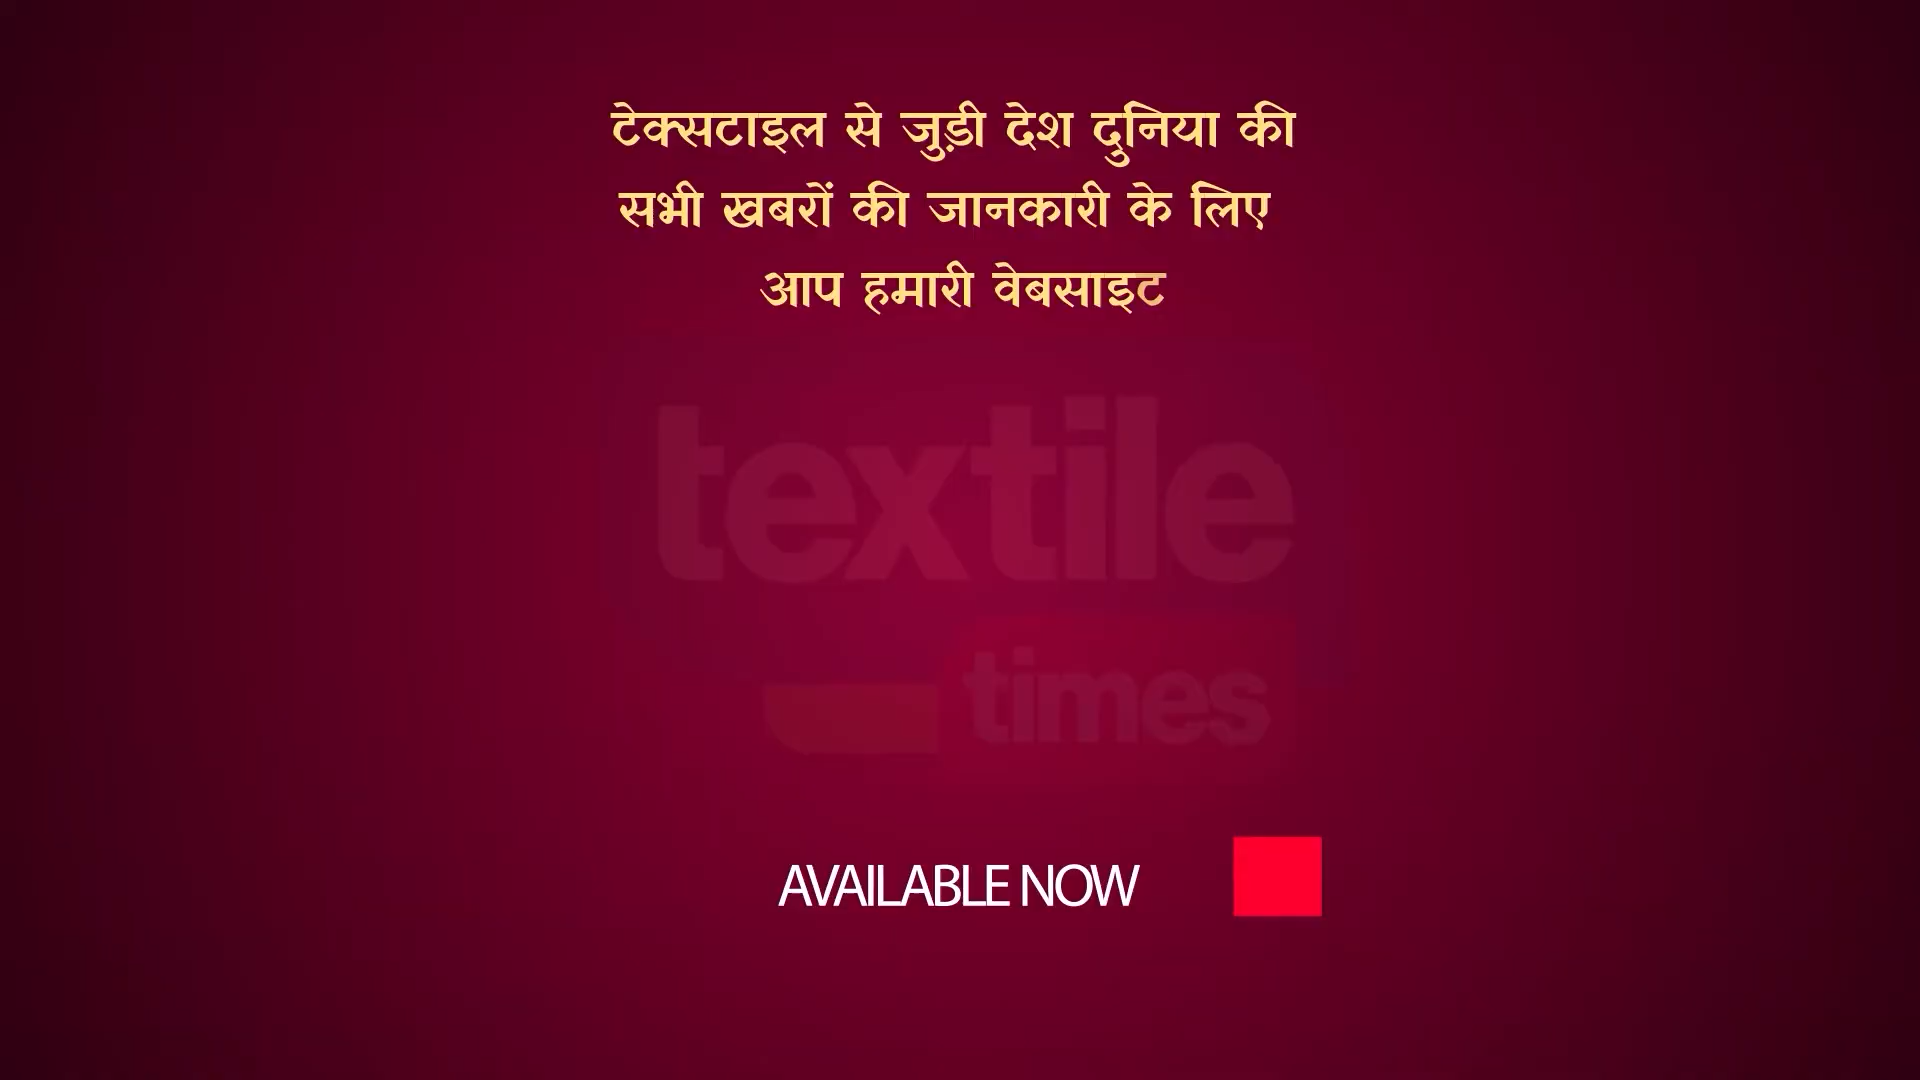 टेक्सटाइल से जुड़ी देश दुनिया की
सभी खबरों की जानकारी के लिए
आप हमारी वेबसाइट
textile
times
AVAILABLE NOW